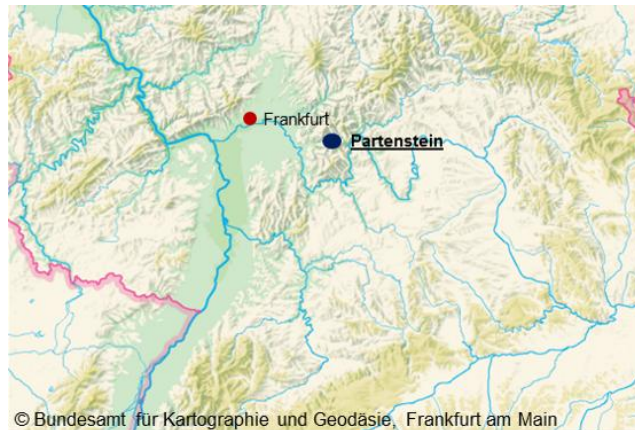 Frankfurt
Partenstein
© Bundesamt für Kartographie und Geodäsie, Frankfurt am Main